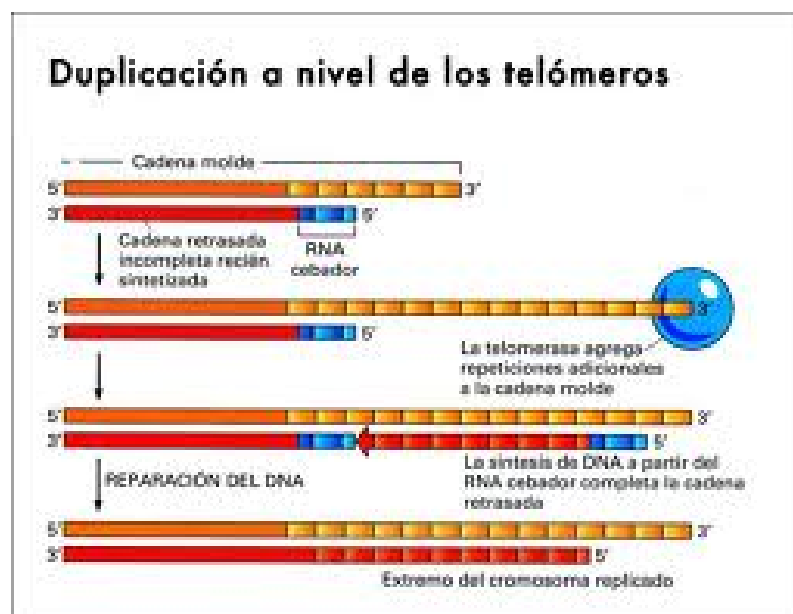 Duplicación a nivel de los telómeros
Cadena molde
5' 3'
3' 5'
Cadena retrasada
incompleta recién
sintetizada
RNA
cebador
5' 3'
3' 5'
La telomerasa agrega
repeticiones adicionales
a la cadena molde
5' 3'
3' 5'
REPARACIÓN DEL DNA
La síntesis de DNA a partir del
RNA cebador completa la cadena
retrasada
5' 3'
3' 5'
Extremo del cromosoma replicado